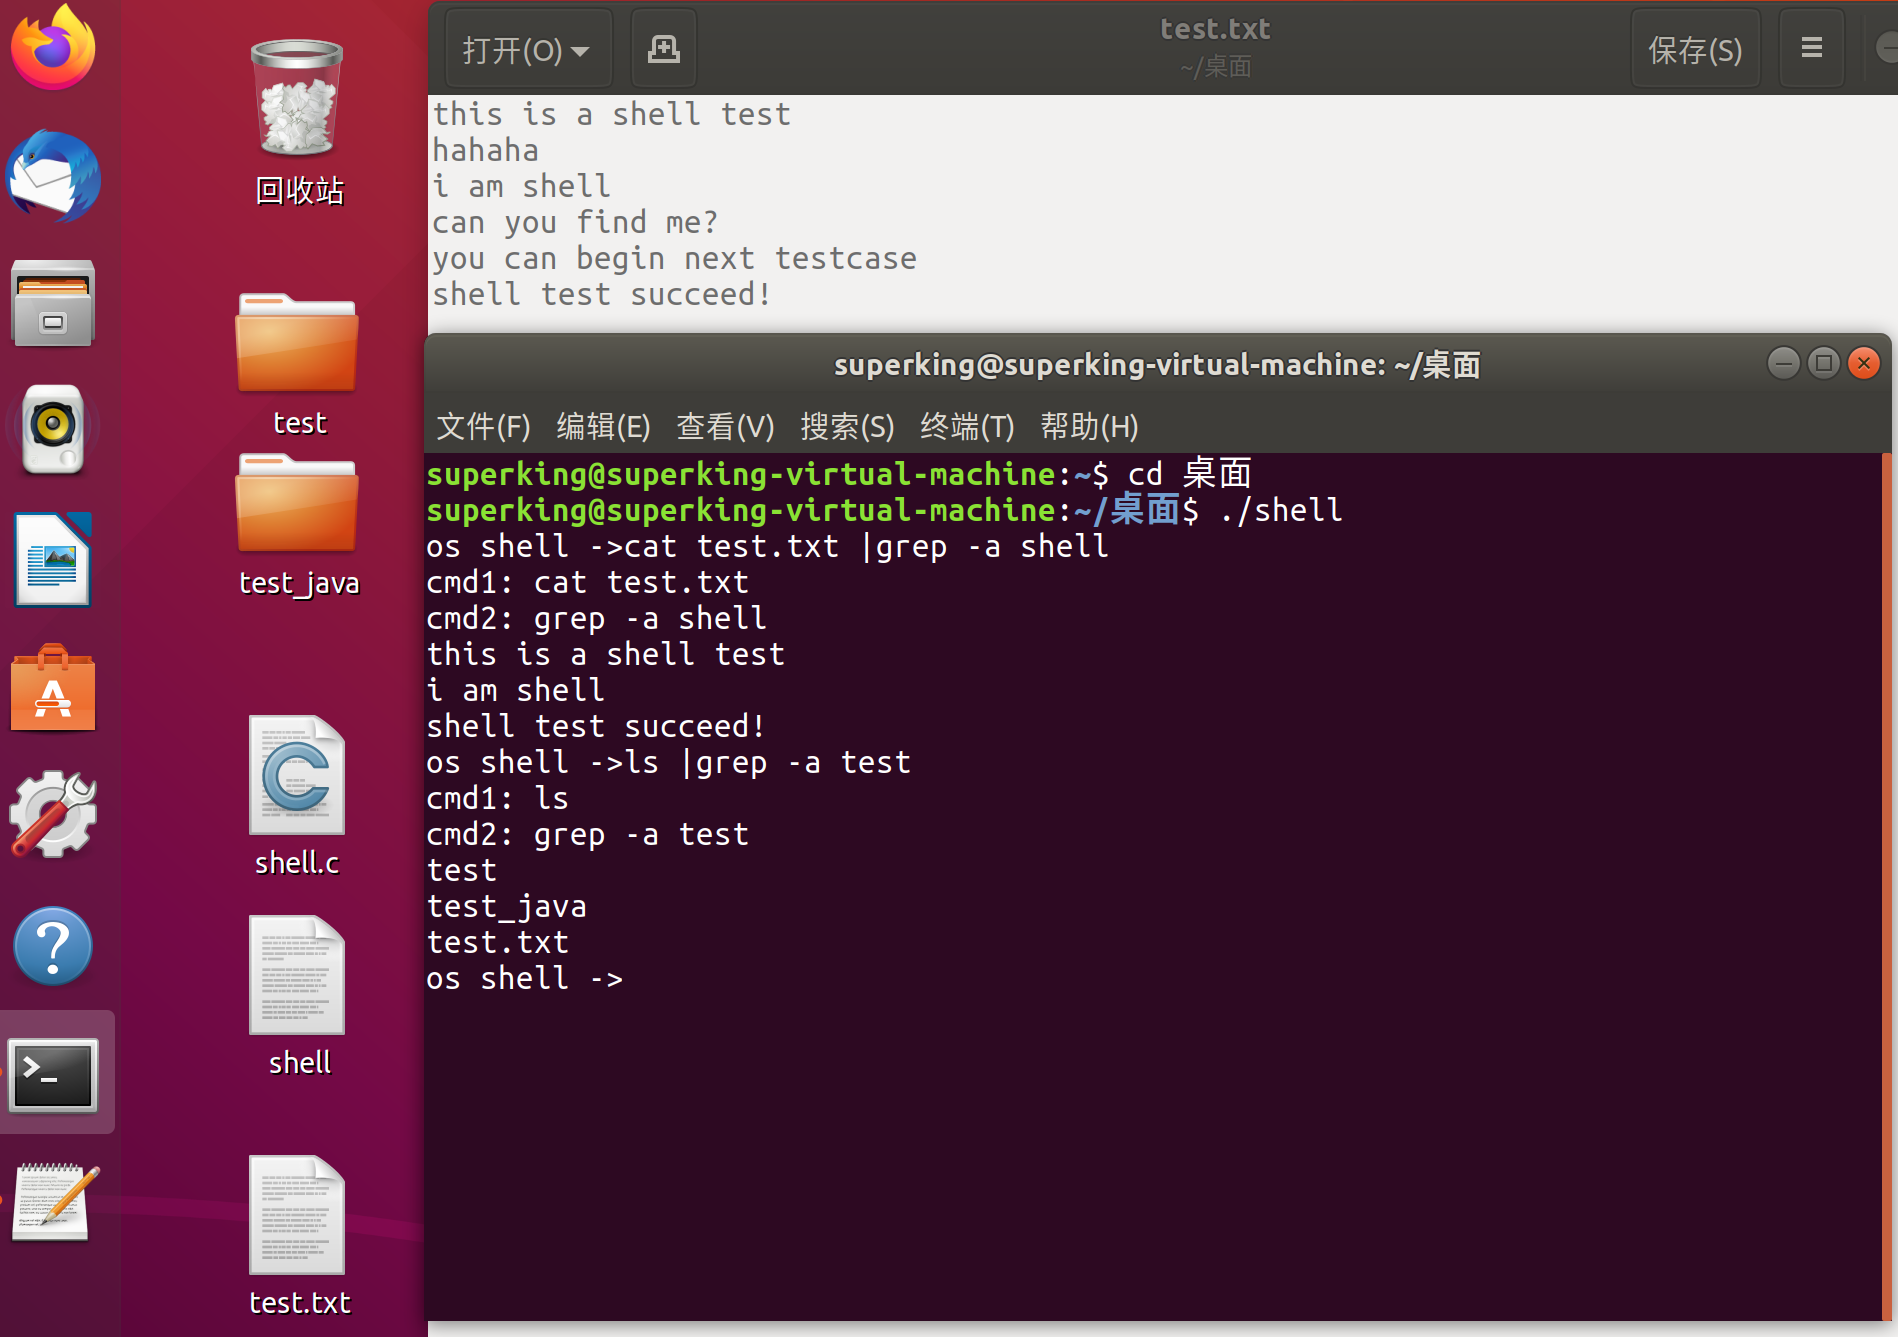 回收站
test
test_java
shell.c
shell
test.txt
打开(O)
test.txt
~/桌面
保存(S)
this is a shell test
hahaha
i am shell
can you find me?
you can begin next testcase
shell test succeed!
superking@superking-virtual-machine: ~/桌面
文件(F) 编辑(E) 查看(V) 搜索(S) 终端(T) 帮助(H)
superking@superking-virtual-machine:~$ cd 桌面
superking@superking-virtual-machine:~/桌面$ ./shell
os shell ->cat test.txt |grep -a shell
cmd1: cat test.txt
cmd2: grep -a shell
this is a shell test
i am shell
shell test succeed!
os shell ->ls |grep -a test
cmd1: ls
cmd2: grep -a test
test
test_java
test.txt
os shell ->